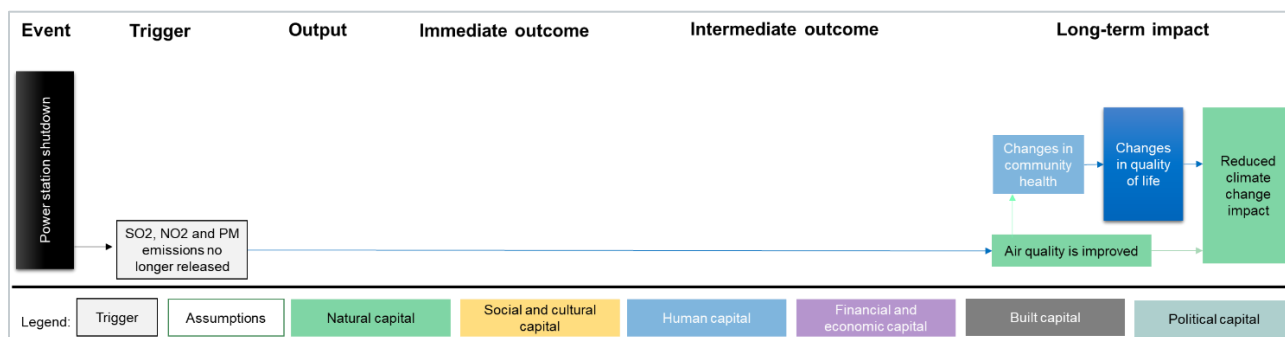 Event
Trigger
Output
Immediate outcome
Intermediate outcome
Long-term impact
Power station shutdown
SO2, NO2 and PM
emissions no
longer released
Changes in
community
health
Changes
in quality
of life
Reduced
climate
change
impact
Air quality is improved
Legend:
Trigger
Assumptions
Natural capital
Social and cultural
capital
Human capital
Financial and
economic capital
Built capital
Political capital